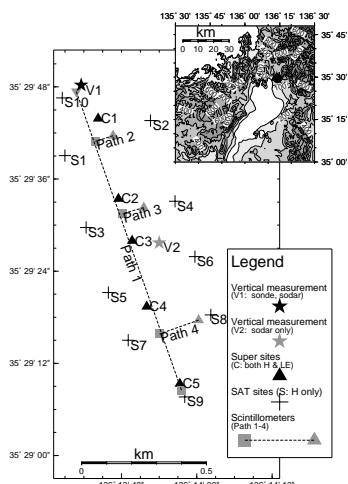 135˚ 30' 135˚ 45' 136˚ 00' 136˚ 15' 136˚ 30'
km
0 10 20 30
35˚ 45'
35˚ 30'
35˚ 15'
35˚ 00'
35˚ 29' 48"
35˚ 29' 36"
35˚ 29' 24"
35˚ 29' 12"
35˚ 29' 00"
V1
S10
C1
S2
Path 2
S1
C2
S4
Path 3
S3
C3
V2
Path 1
S6
S5
C4
S8
Path 4
S7
C5
S9
km
0.0 0.5
Legend
Vertical measurement
(V1: sonde, sodar)
Vertical measurement
(V2: sodar only)
Super sites
(C: both H & LE)
SAT sites (S: H only)
Scintillometers
(Path 1-4)